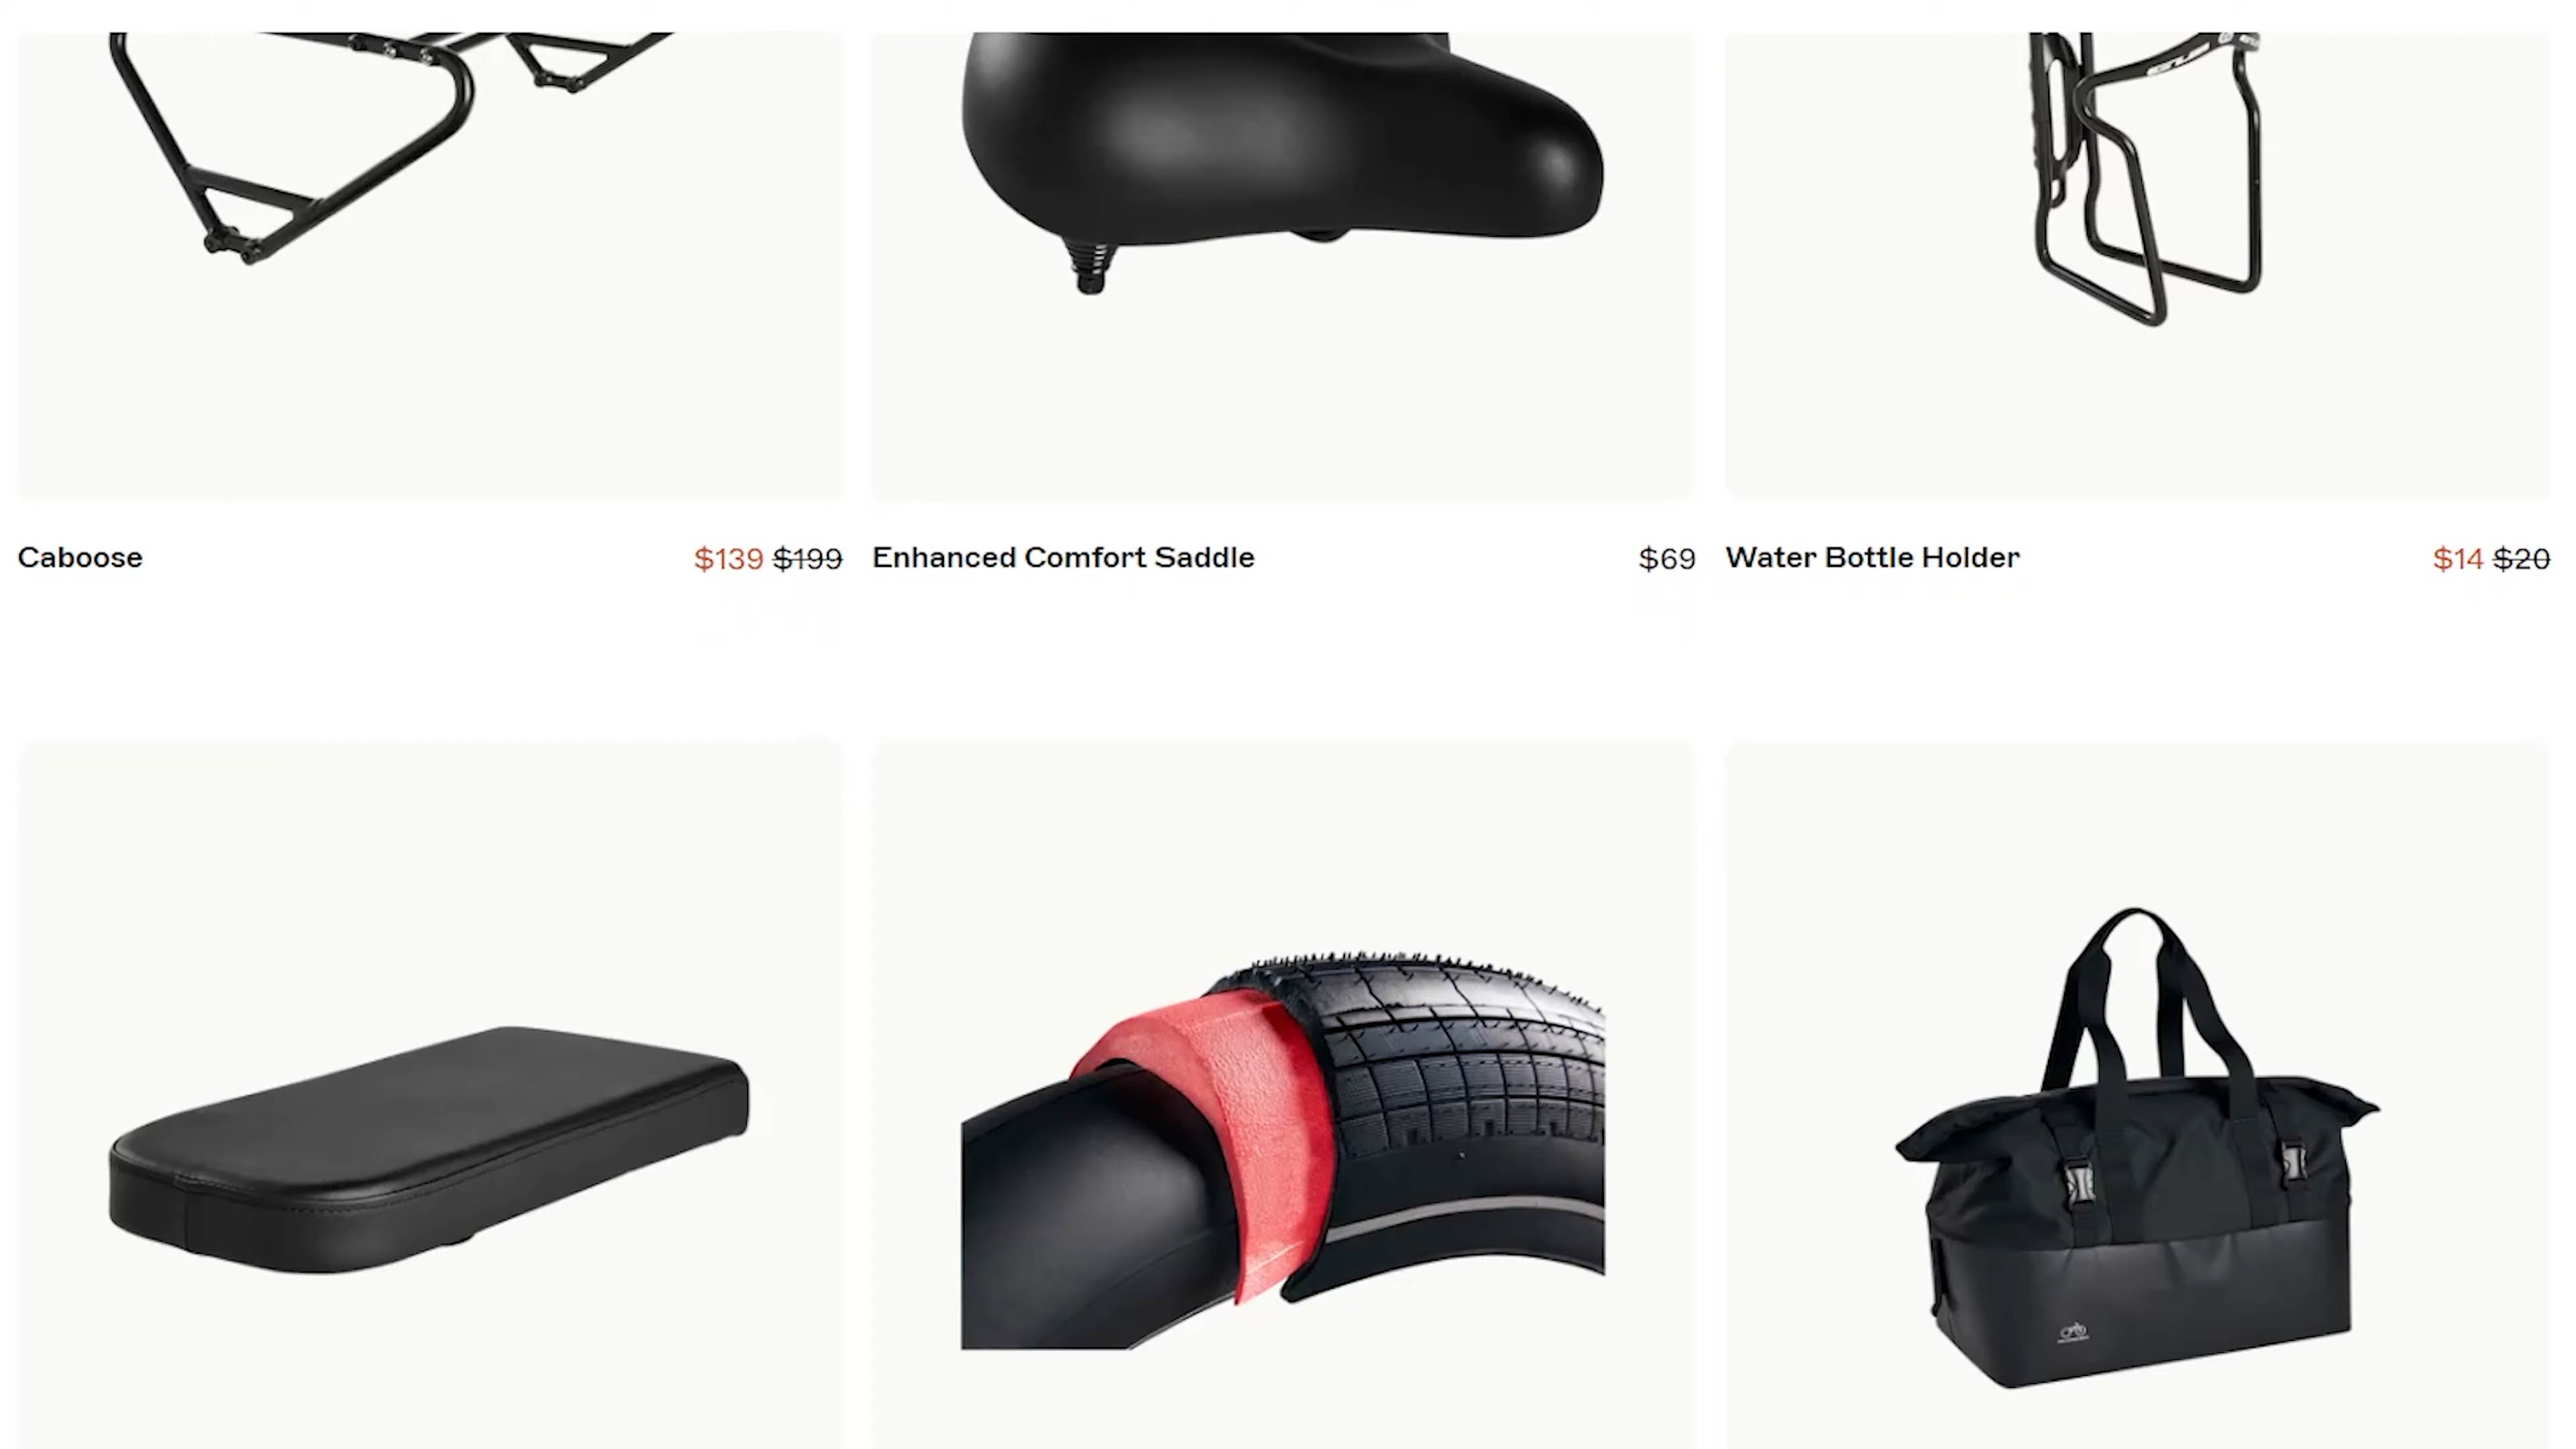 Caboose $139 $199
Enhanced Comfort Saddle $69
Water Bottle Holder $14 $20